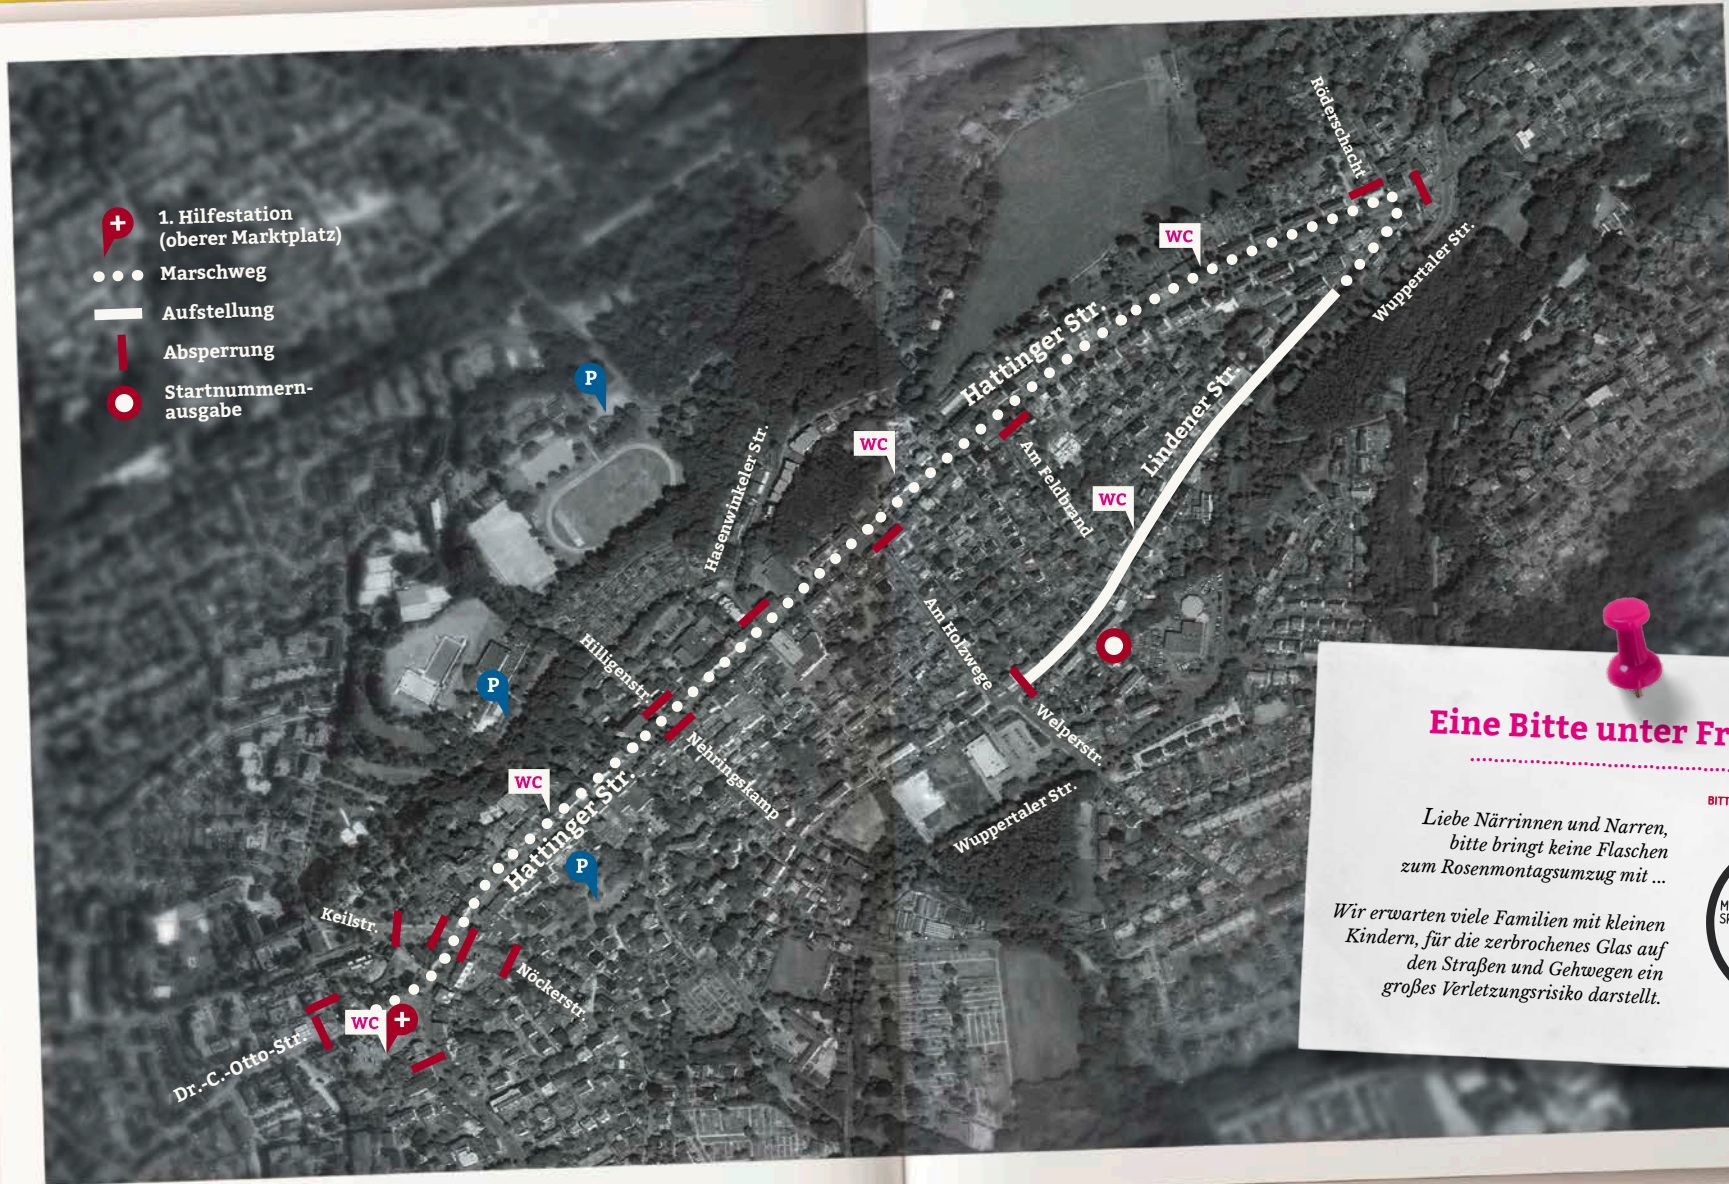 1. Hilfestation
(oberer Marktplatz)
Marschweg
Aufstellung
Absperrung
Startnummern-
ausgabe
Röderschacht
WC
Wuppertaler Str.
Hattinger Str.
P
WC
Lindener Str.
Am Feldbrand
WC
Hasenwinkeler Str.
Am Holzwege
Hilligenstr.
P
Welperstr.
Nehringskamp
WC
Hattinger Str.
Wuppertaler Str.
P
Keilstr.
Nöckerstr.
WC
Dr.-C.-Otto-Str.
Eine Bitte unter Fr
BITT
Liebe Närrinnen und Narren,
bitte bringt keine Flaschen
zum Rosenmontagsumzug mit ...
Wir erwarten viele Familien mit kleinen
Kindern, für die zerbrochenes Glas auf
den Straßen und Gehwegen ein
großes Verletzungsrisiko darstellt.